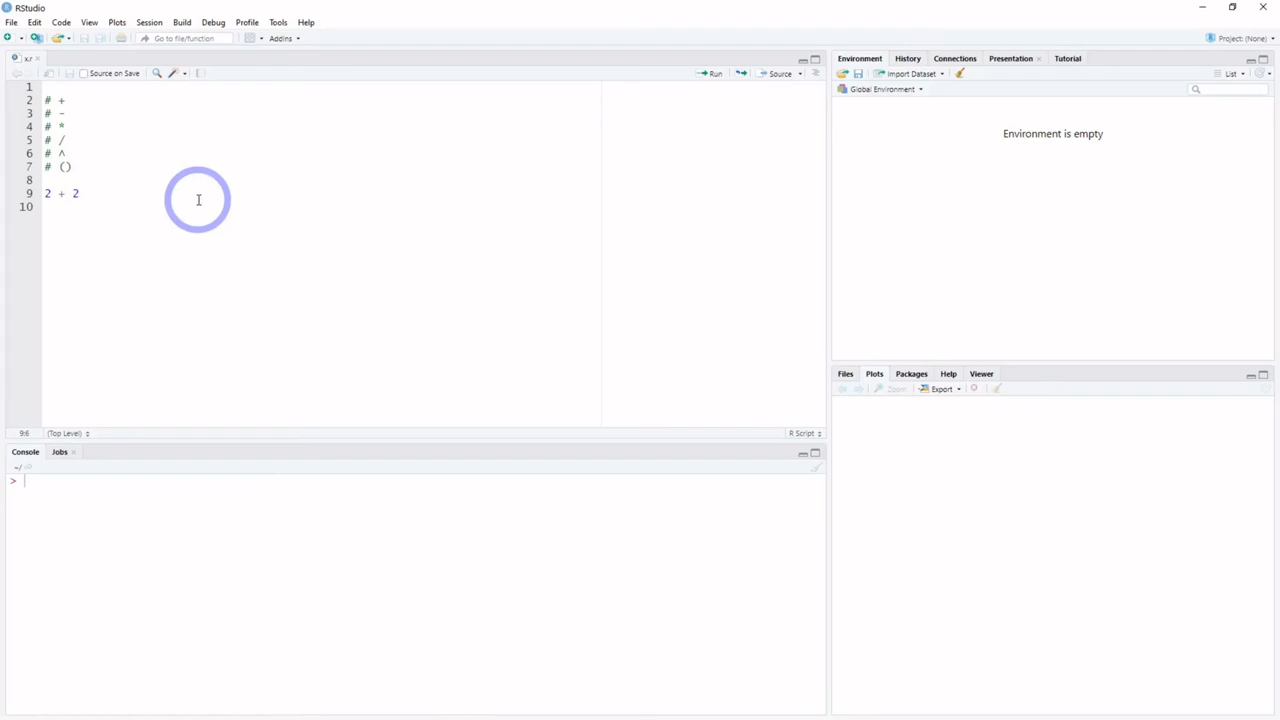 RStudio
File Edit Code View Plots Session Build Debug Profile Tools Help
Go to file/function Addins Project: (None)
x.r
Source on Save Run Source
1
2 # +
3 # -
4 # *
5 # /
6 # ^
7 # ()
8
9 2 + 2
10
9:6 (Top Level) R Script
Console Jobs
~/
>
Environment History Connections Presentation Tutorial
Import Dataset List
Global Environment
Environment is empty
Files Plots Packages Help Viewer
Zoom Export